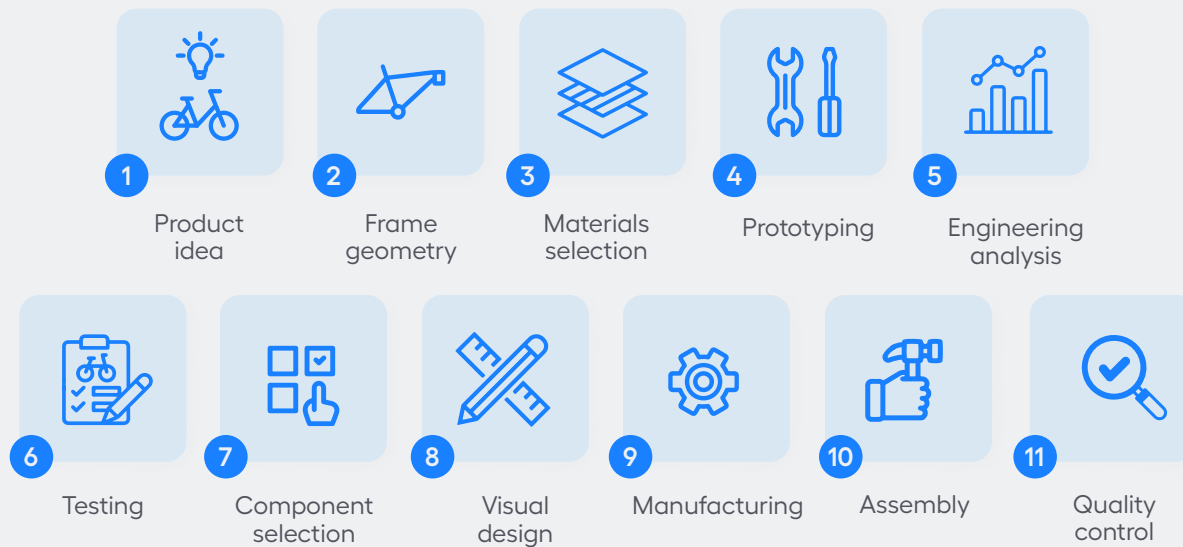 1
Product
idea
2
Frame
geometry
3
Materials
selection
4
Prototyping
5
Engineering
analysis
6
Testing
7
Component
selection
8
Visual
design
9
Manufacturing
10
Assembly
11
Quality
control